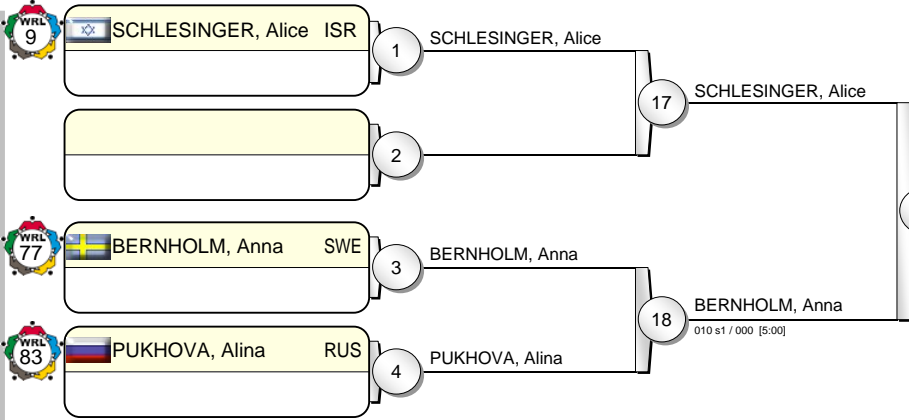 WRL
9
SCHLESINGER, Alice ISR
1
SCHLESINGER, Alice
17
SCHLESINGER, Alice
2
WRL
77
BERNHOLM, Anna SWE
3
BERNHOLM, Anna
18
BERNHOLM, Anna
010 s1 / 000 [5:00]
WRL
83
PUKHOVA, Alina RUS
4
PUKHOVA, Alina